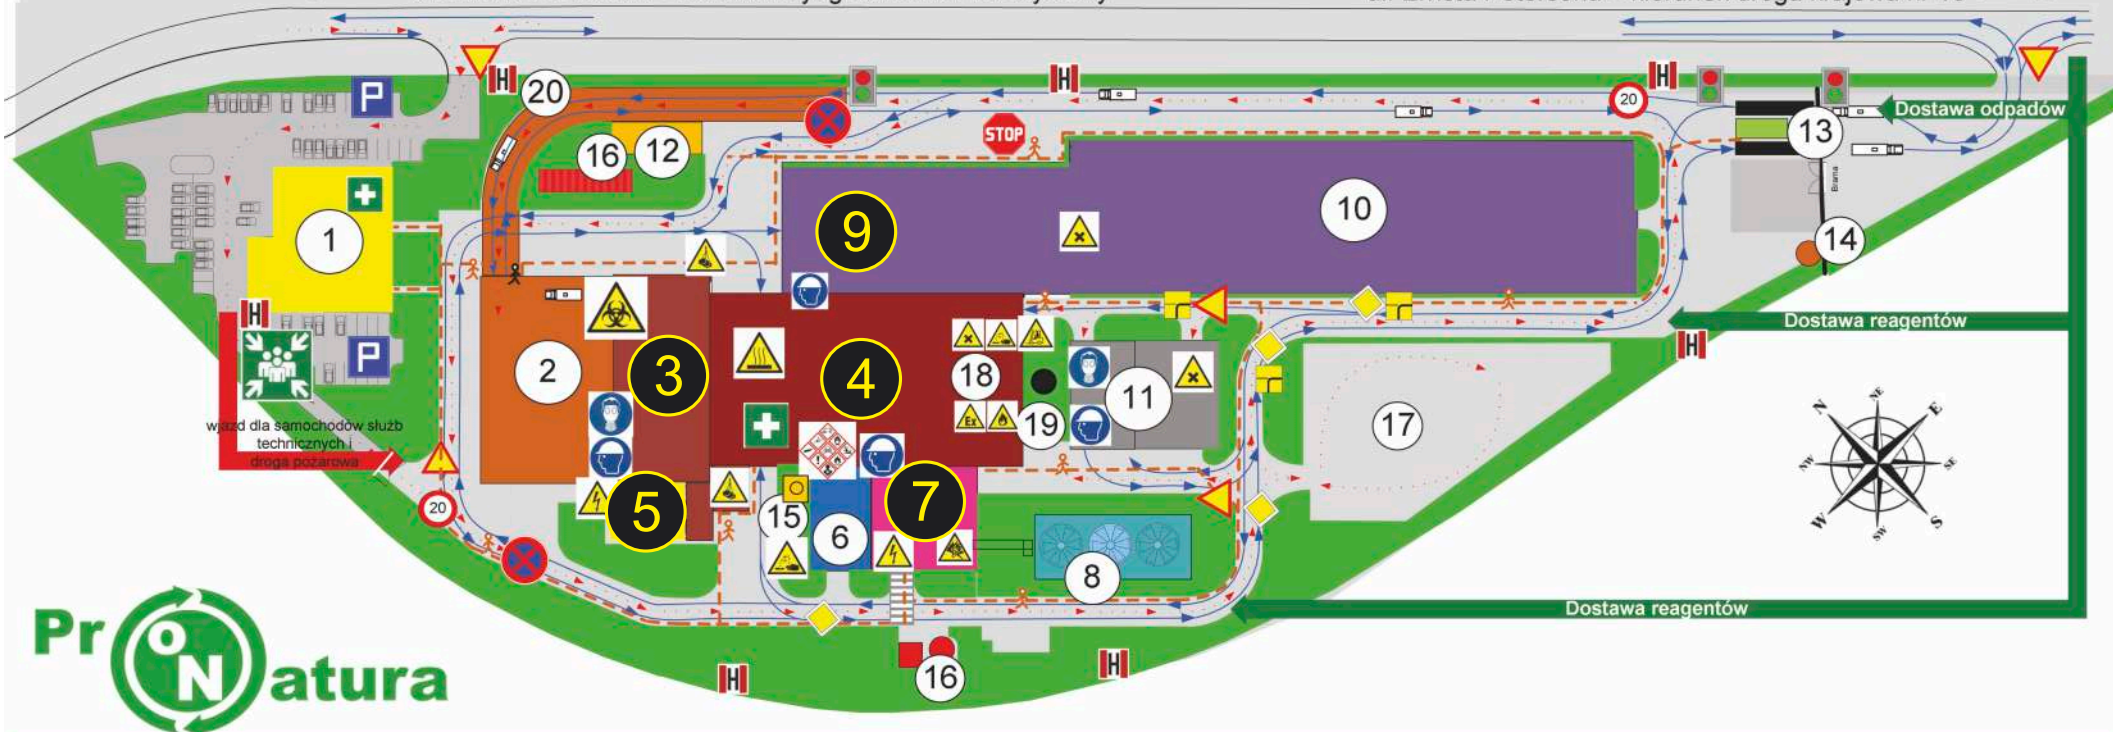 P
20
H
H
H
20
Dostawa odpadów
13
STOP
16
12
1
9
10
Brama
14
H
P
2
3
4
18
11
19
Ex
17
Dostawa reagentów
H
wjazd dla samochodów służb
technicznych i
droga pożarowa
20
5
15
6
7
8
N
NE
E
NW
SE
W
SW
S
Dostawa reagentów
16
H
H
Pr oN atura